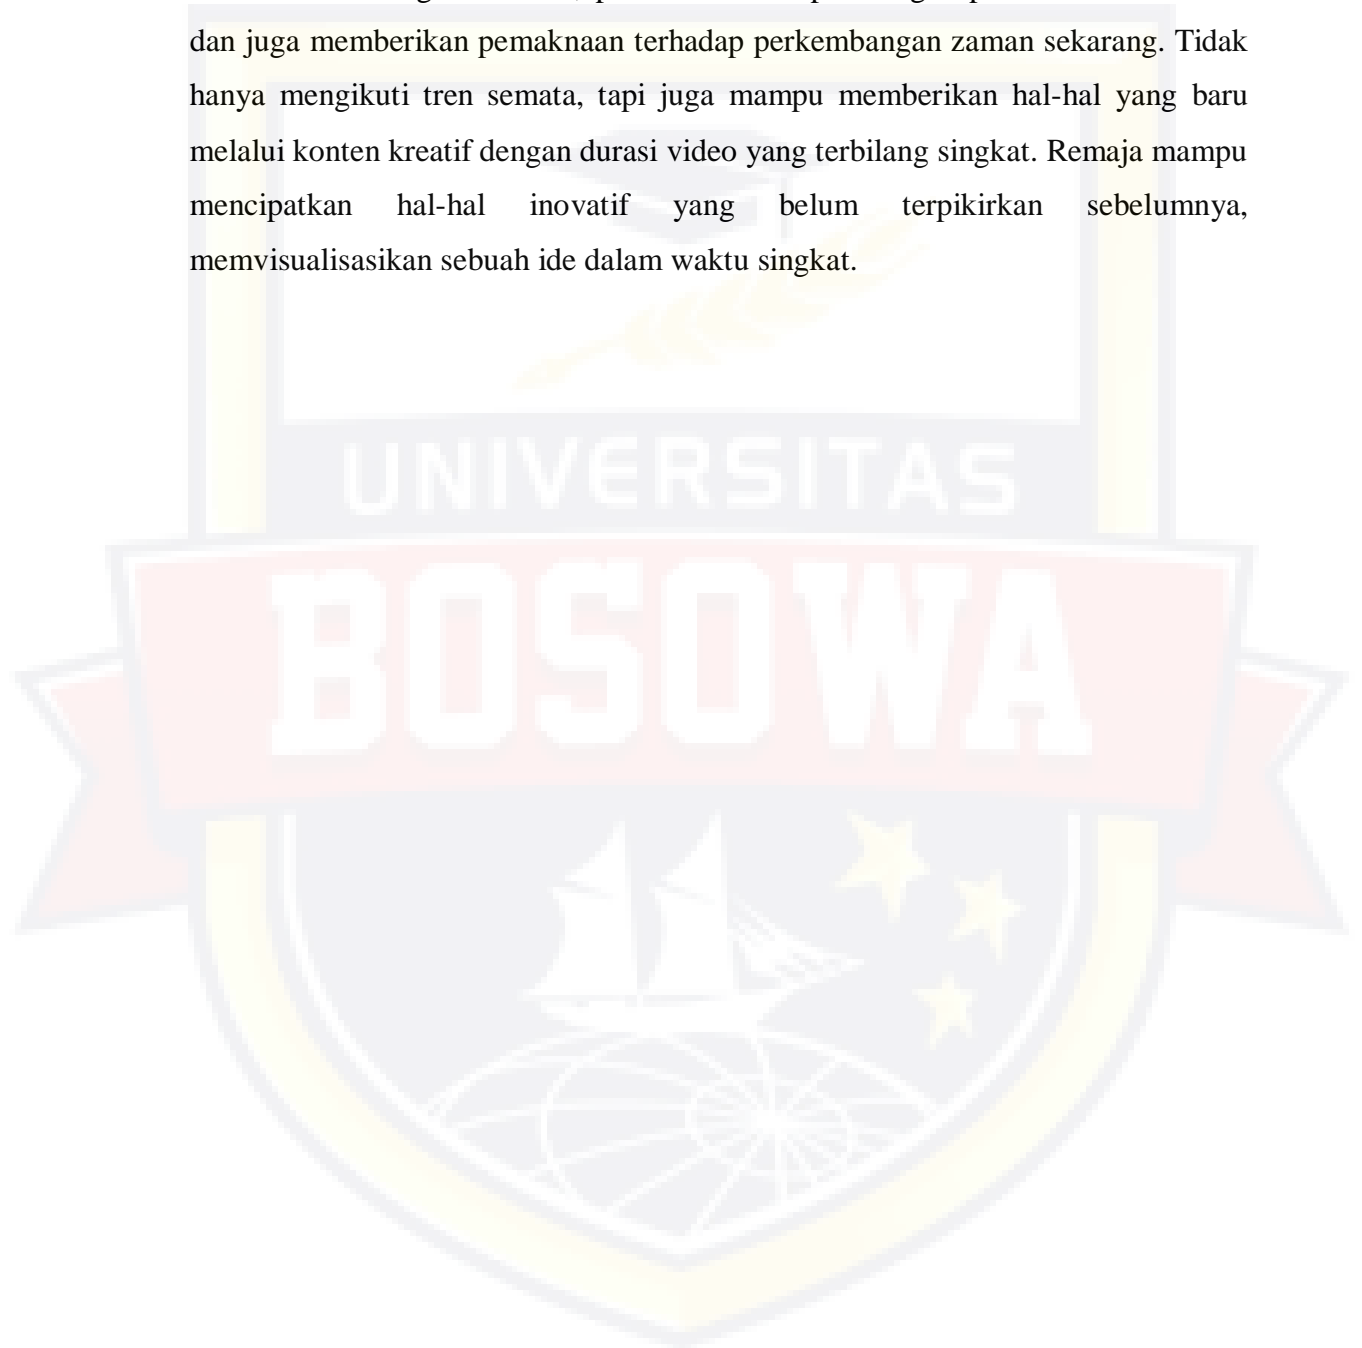 dan juga memberikan pemaknaan terhadap perkembangan zaman sekarang. Tidak
hanya mengikuti tren semata, tapi juga mampu memberikan hal-hal yang baru
melalui konten kreatif dengan durasi video yang terbilang singkat. Remaja mampu
mencipatkan hal-hal inovatif yang belum terpikirkan sebelumnya,
memvisualisasikan sebuah ide dalam waktu singkat.
UNIVERSITAS
BOSOWA